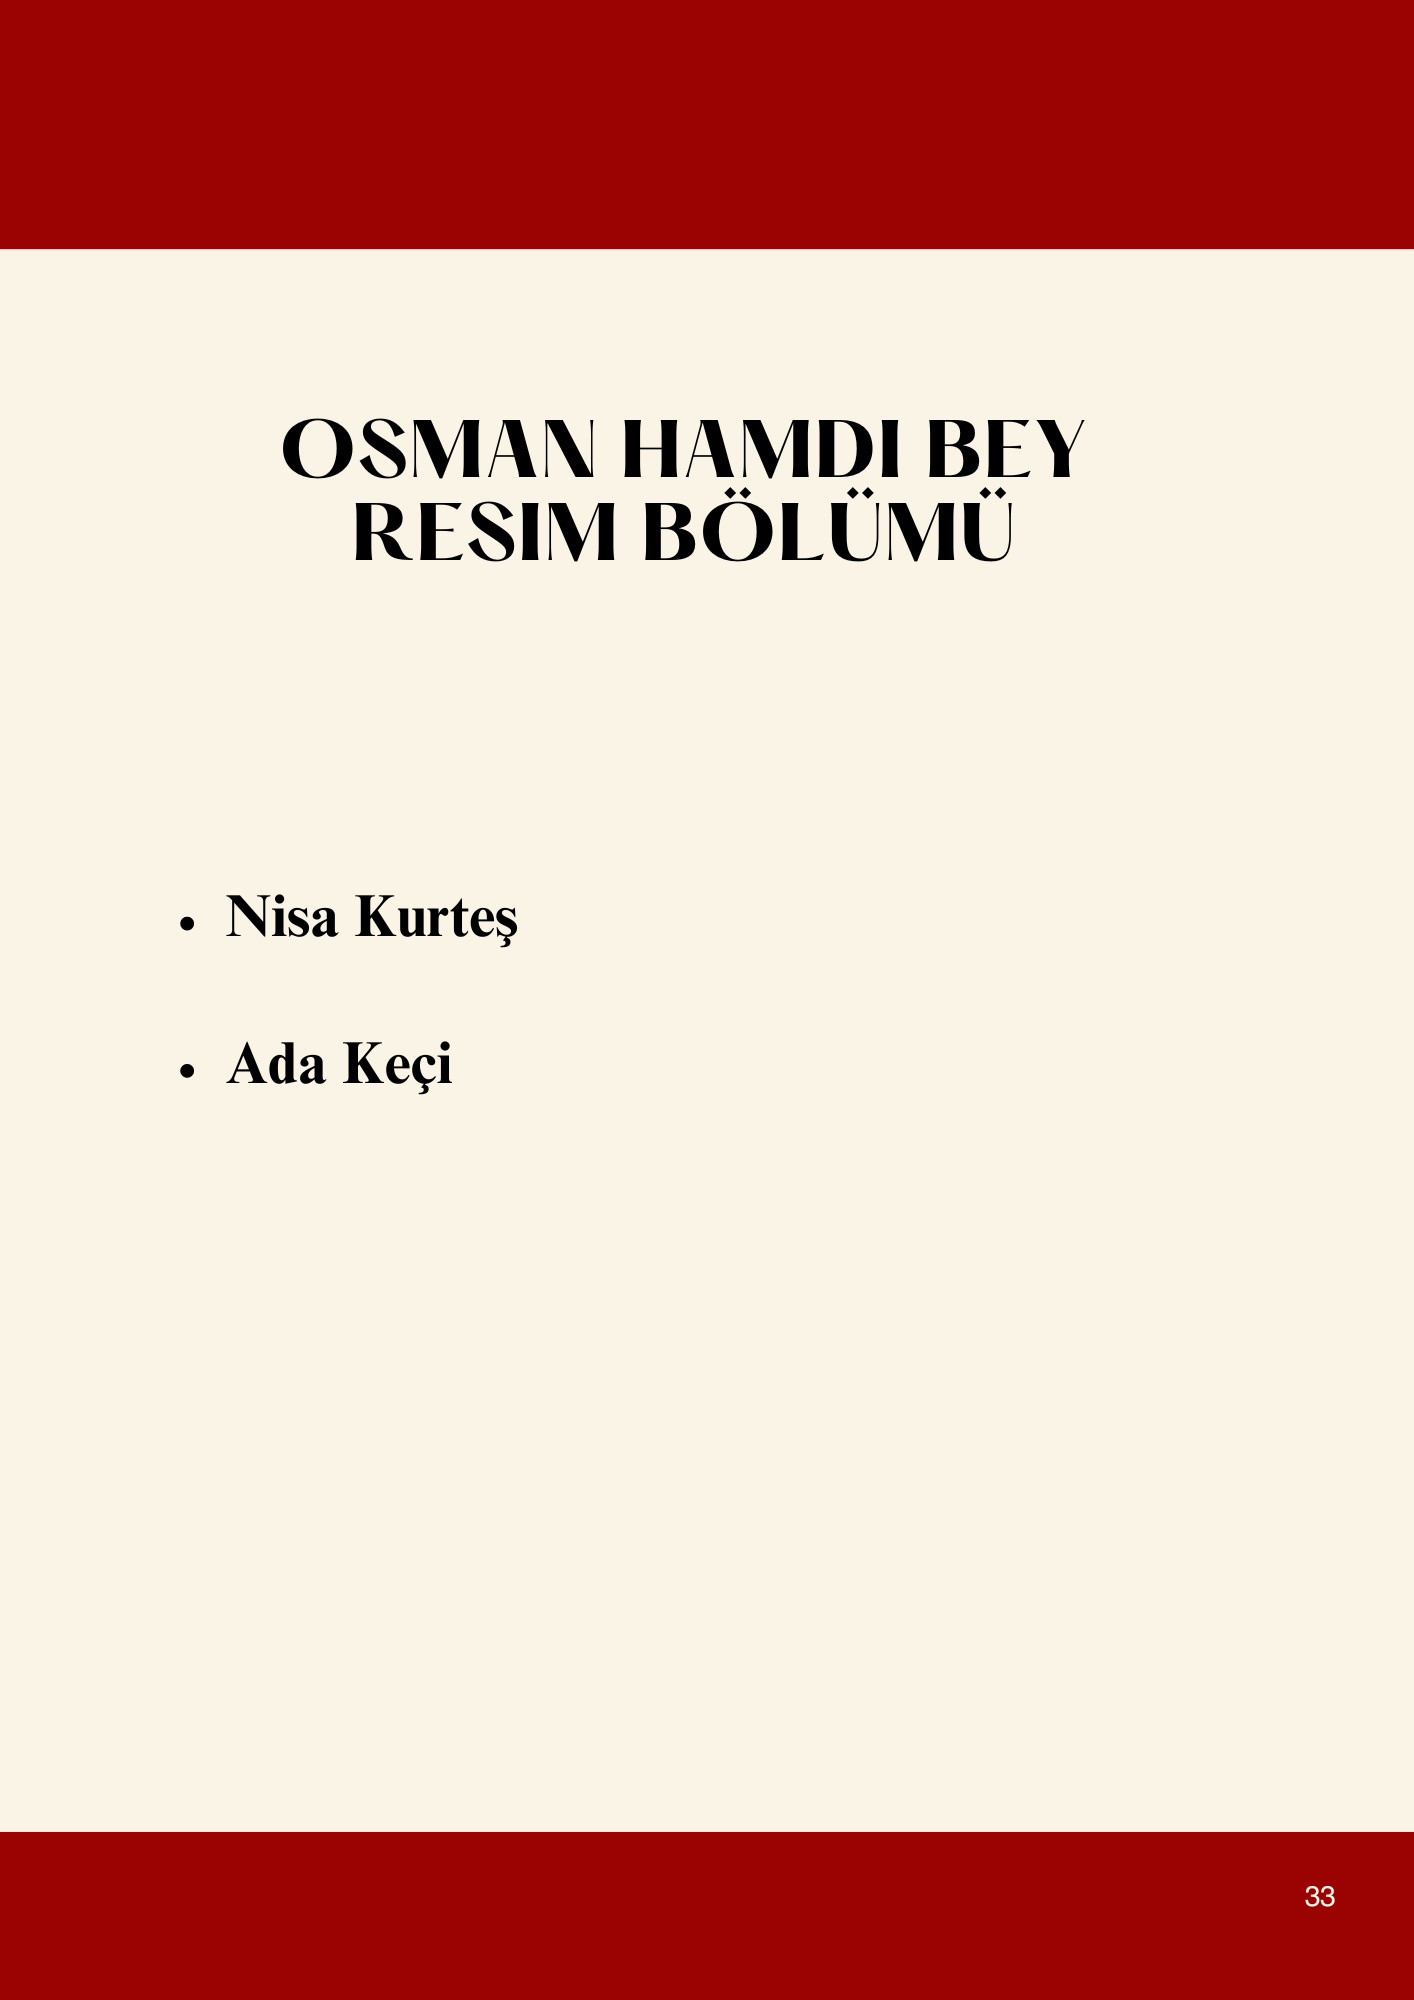 OSMAN HAMDI BEY
RESIM BÖLÜMÜ
• Nisa Kurteş
• Ada Keçi
33